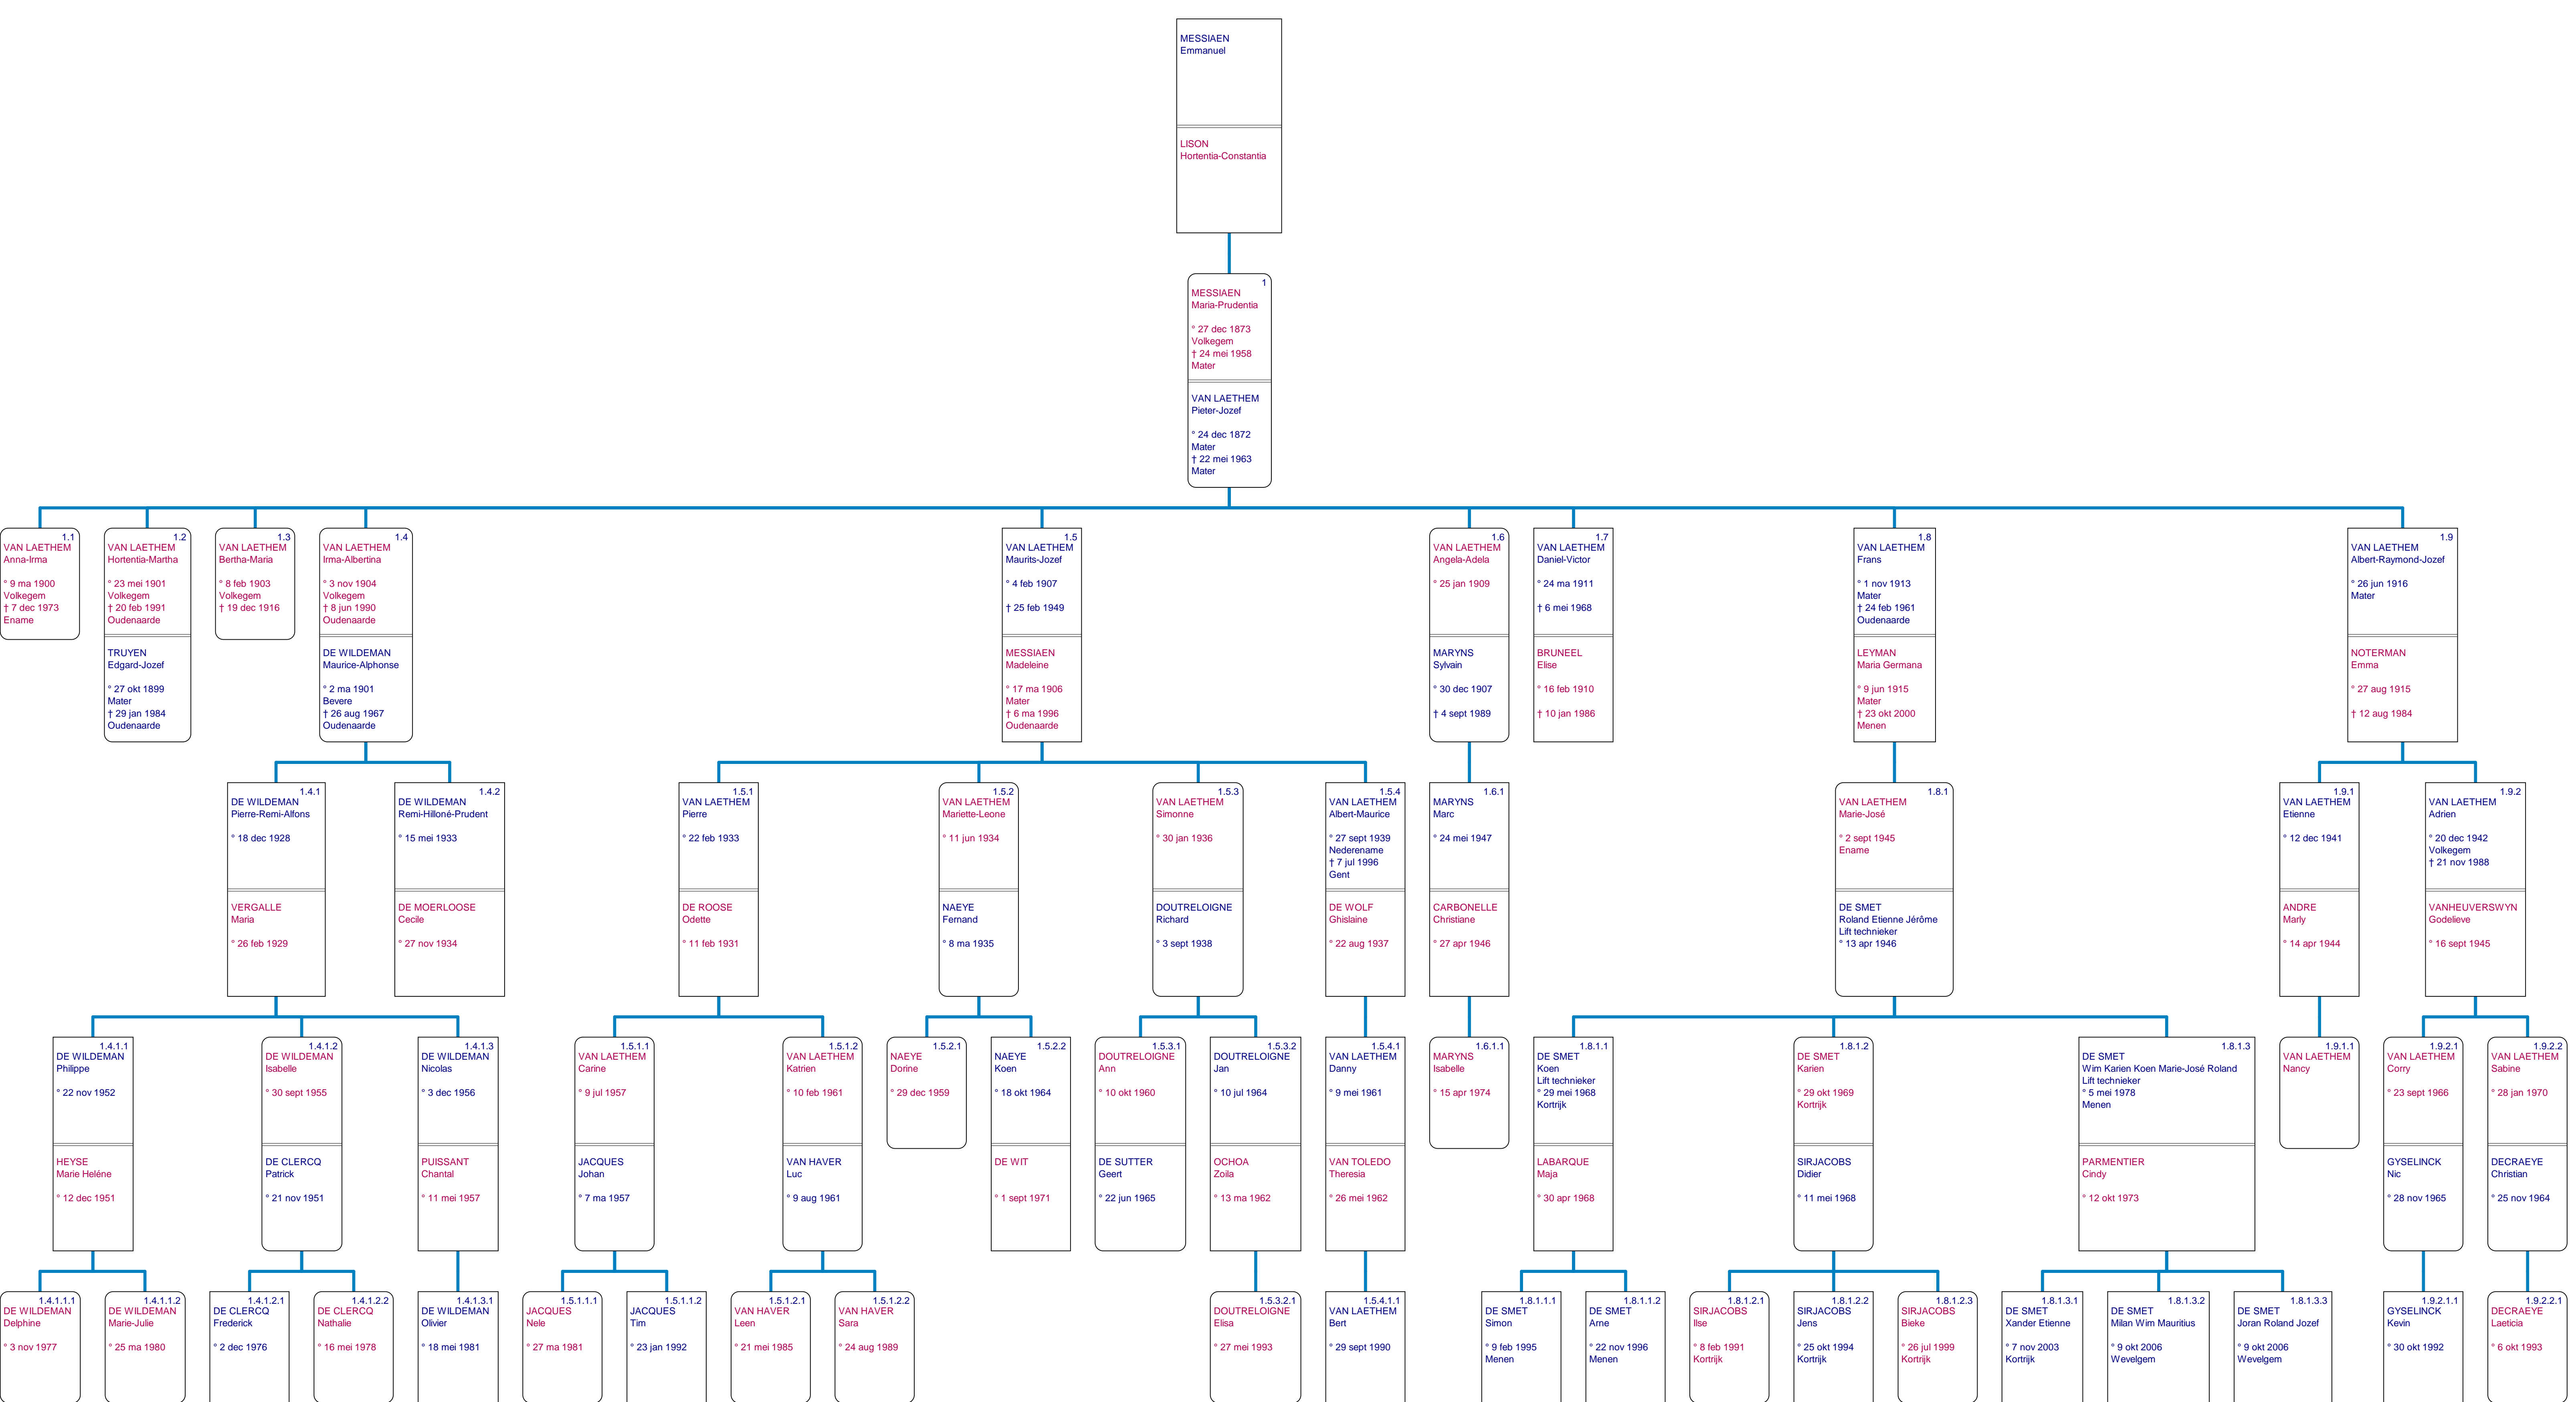 MESSIAEN
Emmanuel
LISON
Hortentia-Constantia
1
MESSIAEN
Maria-Prudentia
° 27 dec 1873
Volkegem
† 24 mei 1958
Mater
VAN LAETHEM
Pieter-Jozef
° 24 dec 1872
Mater
† 22 mei 1963
Mater
1.1
VAN LAETHEM
Anna-Irma
° 9 ma 1900
Volkegem
† 7 dec 1973
Ename
1.2
VAN LAETHEM
Hortentia-Martha
° 23 mei 1901
Volkegem
† 20 feb 1991
Oudenaarde
TRUYEN
Edgard-Jozef
° 27 okt 1899
Mater
† 29 jan 1984
Oudenaarde
1.3
VAN LAETHEM
Bertha-Maria
° 8 feb 1903
Volkegem
† 19 dec 1916
1.4
VAN LAETHEM
Irma-Albertina
° 3 nov 1904
Volkegem
† 8 jun 1990
Oudenaarde
DE WILDEMAN
Maurice-Alphonse
° 2 ma 1901
Bevere
† 26 aug 1967
Oudenaarde
1.5
VAN LAETHEM
Maurits-Jozef
° 4 feb 1907
† 25 feb 1949
MESSIAEN
Madeleine
° 17 ma 1906
Mater
† 6 ma 1996
Oudenaarde
1.6
VAN LAETHEM
Angela-Adela
° 25 jan 1909
MARYNS
Sylvain
° 30 dec 1907
† 4 sept 1989
1.7
VAN LAETHEM
Daniel-Victor
° 24 ma 1911
† 6 mei 1968
BRUNEEL
Elise
° 16 feb 1910
† 10 jan 1986
1.8
VAN LAETHEM
Frans
° 1 nov 1913
Mater
† 24 feb 1961
Oudenaarde
LEYMAN
Maria Germana
° 9 jun 1915
Mater
† 23 okt 2000
Menen
1.9
VAN LAETHEM
Albert-Raymond-Jozef
° 26 jun 1916
Mater
NOTERMAN
Emma
° 27 aug 1915
† 12 aug 1984
1.4.1
DE WILDEMAN
Pierre-Remi-Alfons
° 18 dec 1928
VERGALLE
Maria
° 26 feb 1929
1.4.2
DE WILDEMAN
Remi-Hilloné-Prudent
° 15 mei 1933
DE MOERLOOSE
Cecile
° 27 nov 1934
1.5.1
VAN LAETHEM
Pierre
° 22 feb 1933
DE ROOSE
Odette
° 11 feb 1931
1.5.2
VAN LAETHEM
Mariette-Leone
° 11 jun 1934
NAEYE
Fernand
° 8 ma 1935
1.5.3
VAN LAETHEM
Simonne
° 30 jan 1936
DOUTRELOIGNE
Richard
° 3 sept 1938
1.5.4
VAN LAETHEM
Albert-Maurice
° 27 sept 1939
Nederename
† 7 jul 1996
Gent
DE WOLF
Ghislaine
° 22 aug 1937
1.6.1
MARYNS
Marc
° 24 mei 1947
CARBONELLE
Christiane
° 27 apr 1946
1.8.1
VAN LAETHEM
Marie-José
° 2 sept 1945
Ename
DE SMET
Roland Etienne Jérôme
Lift technieker
° 13 apr 1946
1.9.1
VAN LAETHEM
Etienne
° 12 dec 1941
ANDRE
Marly
° 14 apr 1944
1.9.2
VAN LAETHEM
Adrien
° 20 dec 1942
Volkegem
† 21 nov 1988
VANHEUVERSWYN
Godelieve
° 16 sept 1945
1.4.1.1
DE WILDEMAN
Philippe
° 22 nov 1952
HEYSE
Marie Heléne
° 12 dec 1951
1.4.1.2
DE WILDEMAN
Isabelle
° 30 sept 1955
DE CLERCQ
Patrick
° 21 nov 1951
1.4.1.3
DE WILDEMAN
Nicolas
° 3 dec 1956
PUISSANT
Chantal
° 11 mei 1957
1.5.1.1
VAN LAETHEM
Carine
° 9 jul 1957
JACQUES
Johan
° 7 ma 1957
1.5.1.2
VAN LAETHEM
Katrien
° 10 feb 1961
VAN HAVER
Luc
° 9 aug 1961
1.5.2.1
NAEYE
Dorine
° 29 dec 1959
1.5.2.2
NAEYE
Koen
° 18 okt 1964
DE WIT
° 1 sept 1971
1.5.3.1
DOUTRELOIGNE
Ann
° 10 okt 1960
DE SUTTER
Geert
° 22 jun 1965
1.5.3.2
DOUTRELOIGNE
Jan
° 10 jul 1964
OCHOA
Zoila
° 13 ma 1962
1.5.4.1
VAN LAETHEM
Danny
° 9 mei 1961
VAN TOLEDO
Theresia
° 26 mei 1962
1.6.1.1
MARYNS
Isabelle
° 15 apr 1974
1.8.1.1
DE SMET
Koen
Lift technieker
° 29 mei 1968
Kortrijk
LABARQUE
Maja
° 30 apr 1968
1.8.1.2
DE SMET
Karien
° 29 okt 1969
Kortrijk
SIRJACOBS
Didier
° 11 mei 1968
1.8.1.3
DE SMET
Wim Karien Koen Marie-José Roland
Lift technieker
° 5 mei 1978
Menen
PARMENTIER
Cindy
° 12 okt 1973
1.9.1.1
VAN LAETHEM
Nancy
1.9.2.1
VAN LAETHEM
Corry
° 23 sept 1966
GYSELINCK
Nic
° 28 nov 1965
1.9.2.2
VAN LAETHEM
Sabine
° 28 jan 1970
DECRAEYE
Christian
° 25 nov 1964
1.4.1.1.1
DE WILDEMAN
Delphine
° 3 nov 1977
1.4.1.1.2
DE WILDEMAN
Marie-Julie
° 25 ma 1980
1.4.1.2.1
DE CLERCQ
Frederick
° 2 dec 1976
1.4.1.2.2
DE CLERCQ
Nathalie
° 16 mei 1978
1.4.1.3.1
DE WILDEMAN
Olivier
° 18 mei 1981
1.5.1.1.1
JACQUES
Nele
° 27 ma 1981
1.5.1.1.2
JACQUES
Tim
° 23 jan 1992
1.5.1.2.1
VAN HAVER
Leen
° 21 mei 1985
1.5.1.2.2
VAN HAVER
Sara
° 24 aug 1989
1.5.3.2.1
DOUTRELOIGNE
Elisa
° 27 mei 1993
1.5.4.1.1
VAN LAETHEM
Bert
° 29 sept 1990
1.8.1.1.1
DE SMET
Simon
° 9 feb 1995
Menen
1.8.1.1.2
DE SMET
Arne
° 22 nov 1996
Menen
1.8.1.2.1
SIRJACOBS
Ilse
° 8 feb 1991
Kortrijk
1.8.1.2.2
SIRJACOBS
Jens
° 25 okt 1994
Kortrijk
1.8.1.2.3
SIRJACOBS
Bieke
° 26 jul 1999
Kortrijk
1.8.1.3.1
DE SMET
Xander Etienne
° 7 nov 2003
Kortrijk
1.8.1.3.2
DE SMET
Milan Wim Mauritius
° 9 okt 2006
Wevelgem
1.8.1.3.3
DE SMET
Joran Roland Jozef
° 9 okt 2006
Wevelgem
1.9.2.1.1
GYSELINCK
Kevin
° 30 okt 1992
1.9.2.2.1
DECRAEYE
Laeticia
° 6 okt 1993